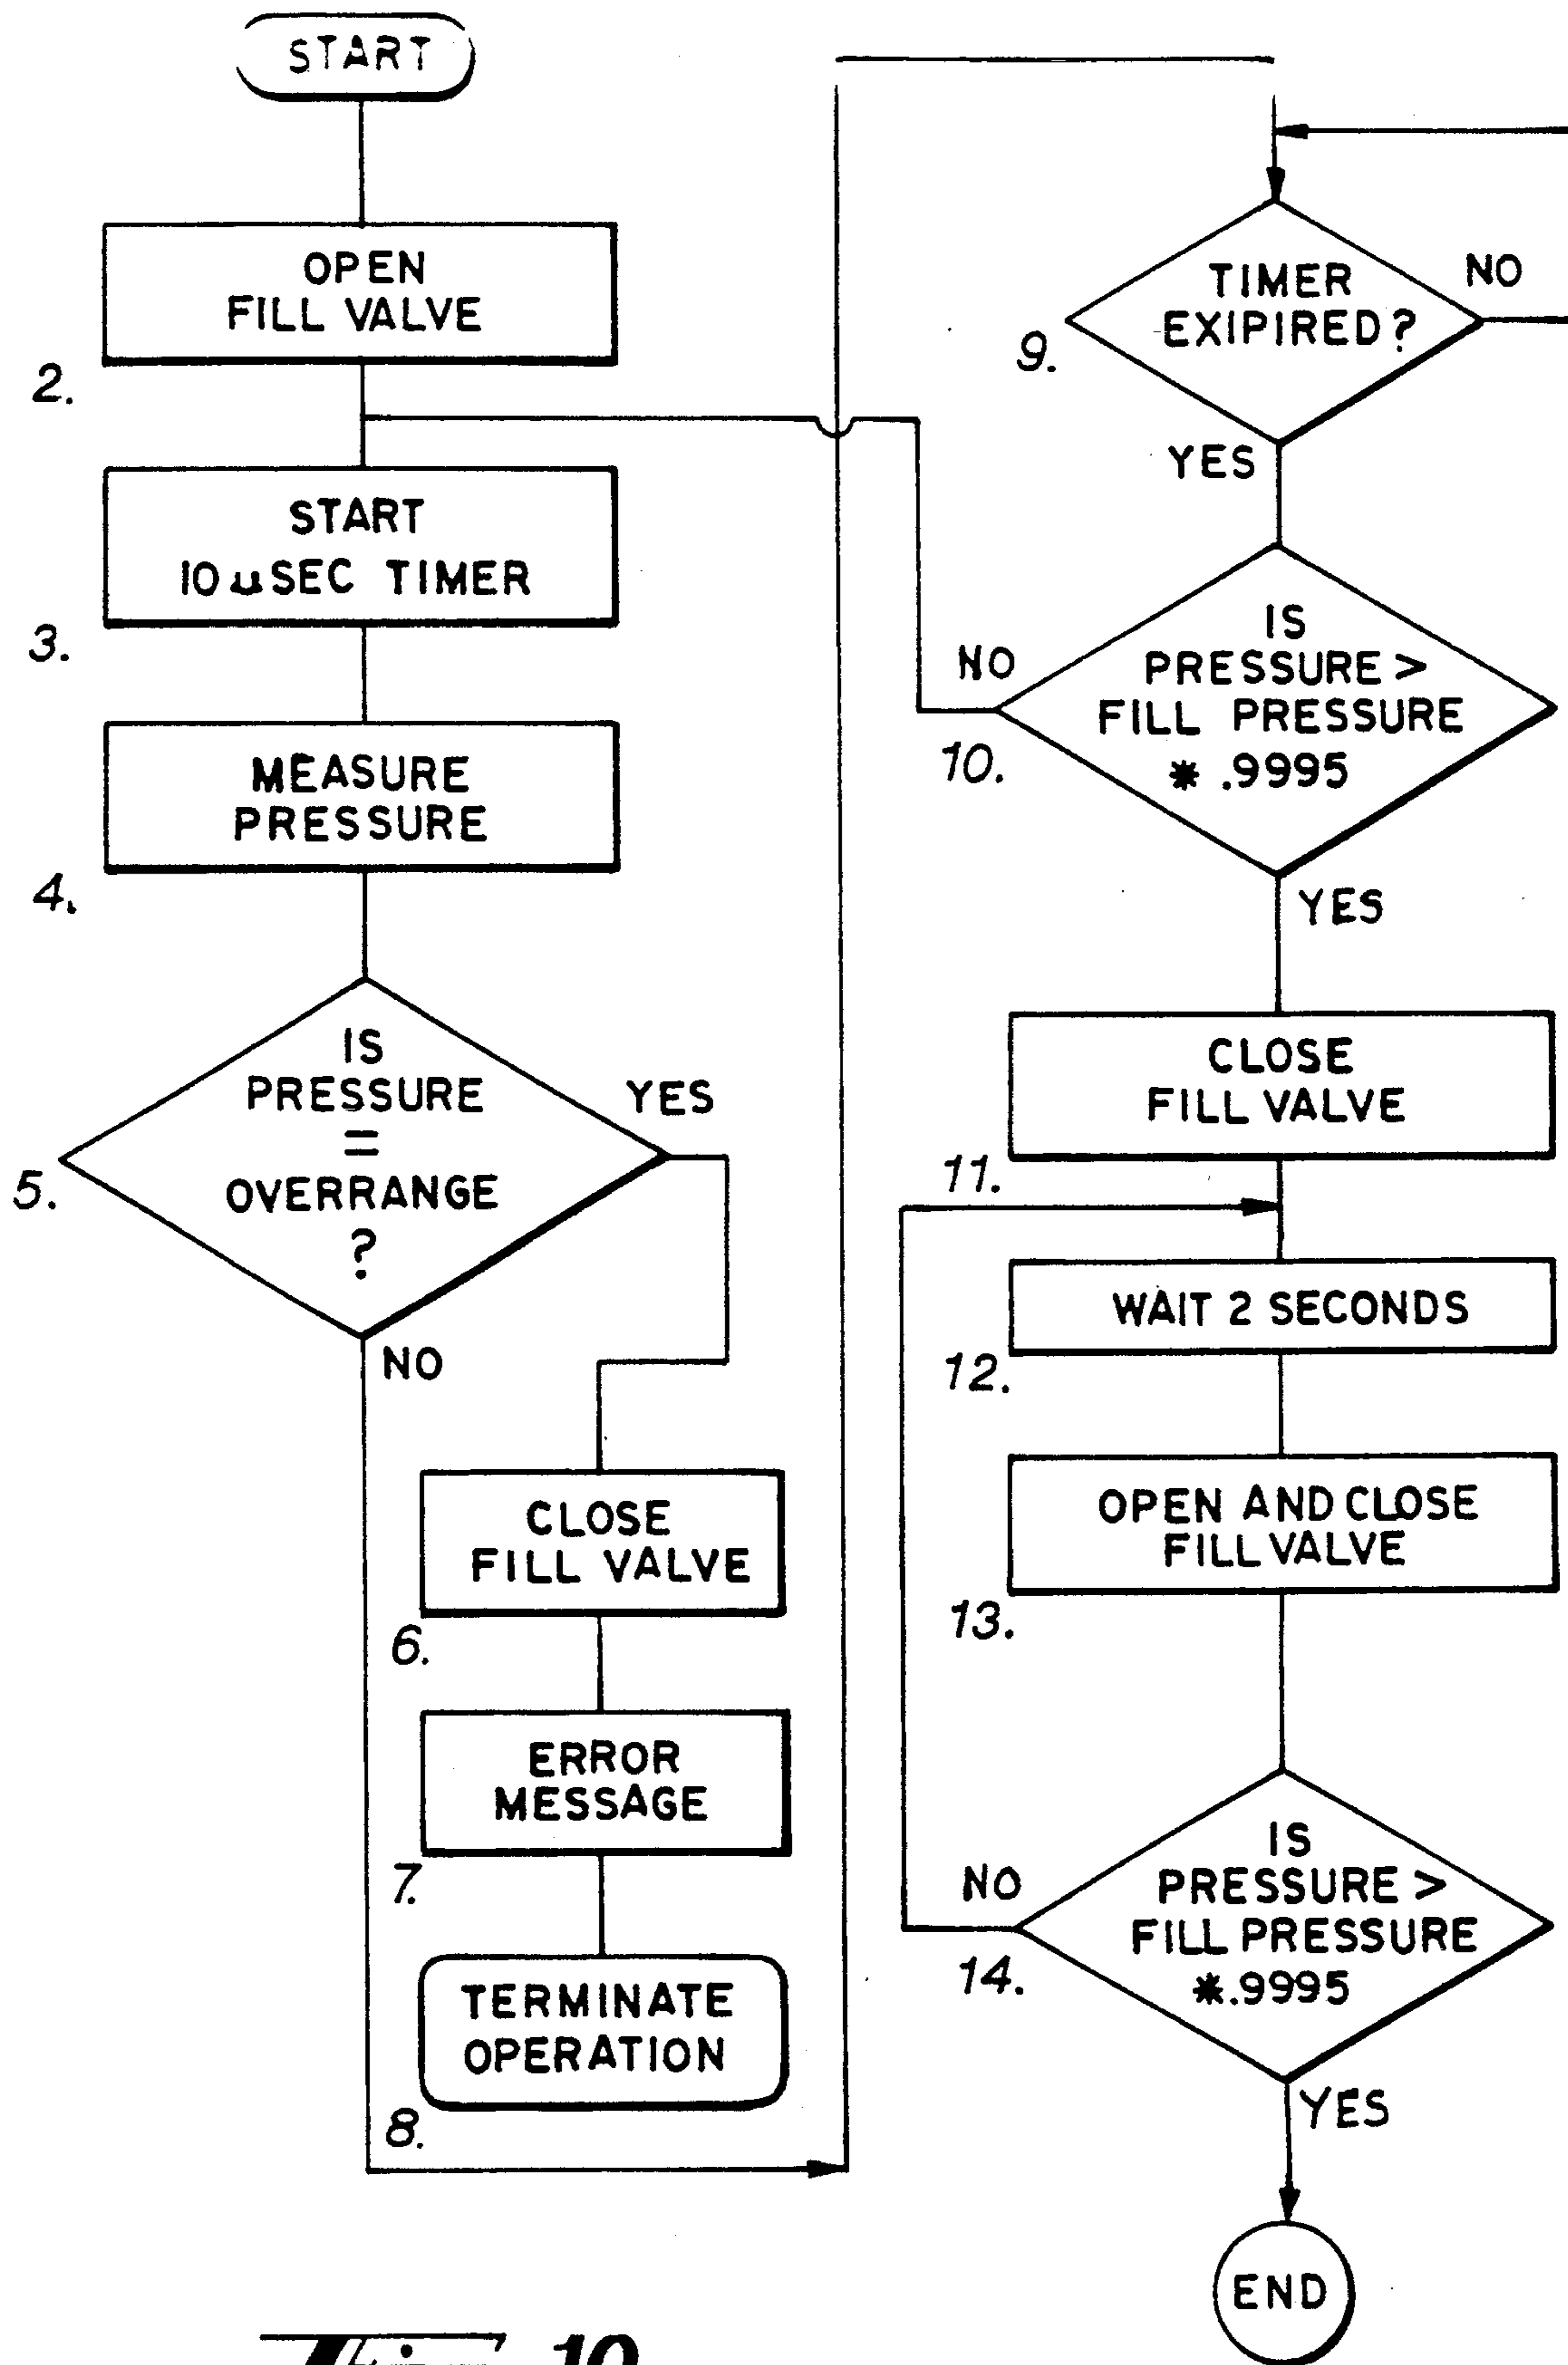 START
OPEN
FILL VALVE
2.
START
10 µSEC TIMER
3.
MEASURE
PRESSURE
4.
IS
PRESSURE
=
OVERRANGE
?
5.
YES
NO
CLOSE
FILL VALVE
6.
ERROR
MESSAGE
7.
TERMINATE
OPERATION
8.
TIMER
EXIPIRED?
9.
NO
YES
IS
PRESSURE >
FILL PRESSURE
* .9995
10.
NO
YES
CLOSE
FILL VALVE
11.
WAIT 2 SECONDS
12.
OPEN AND CLOSE
FILL VALVE
13.
IS
PRESSURE >
FILL PRESSURE
*.9995
14.
NO
YES
END
10